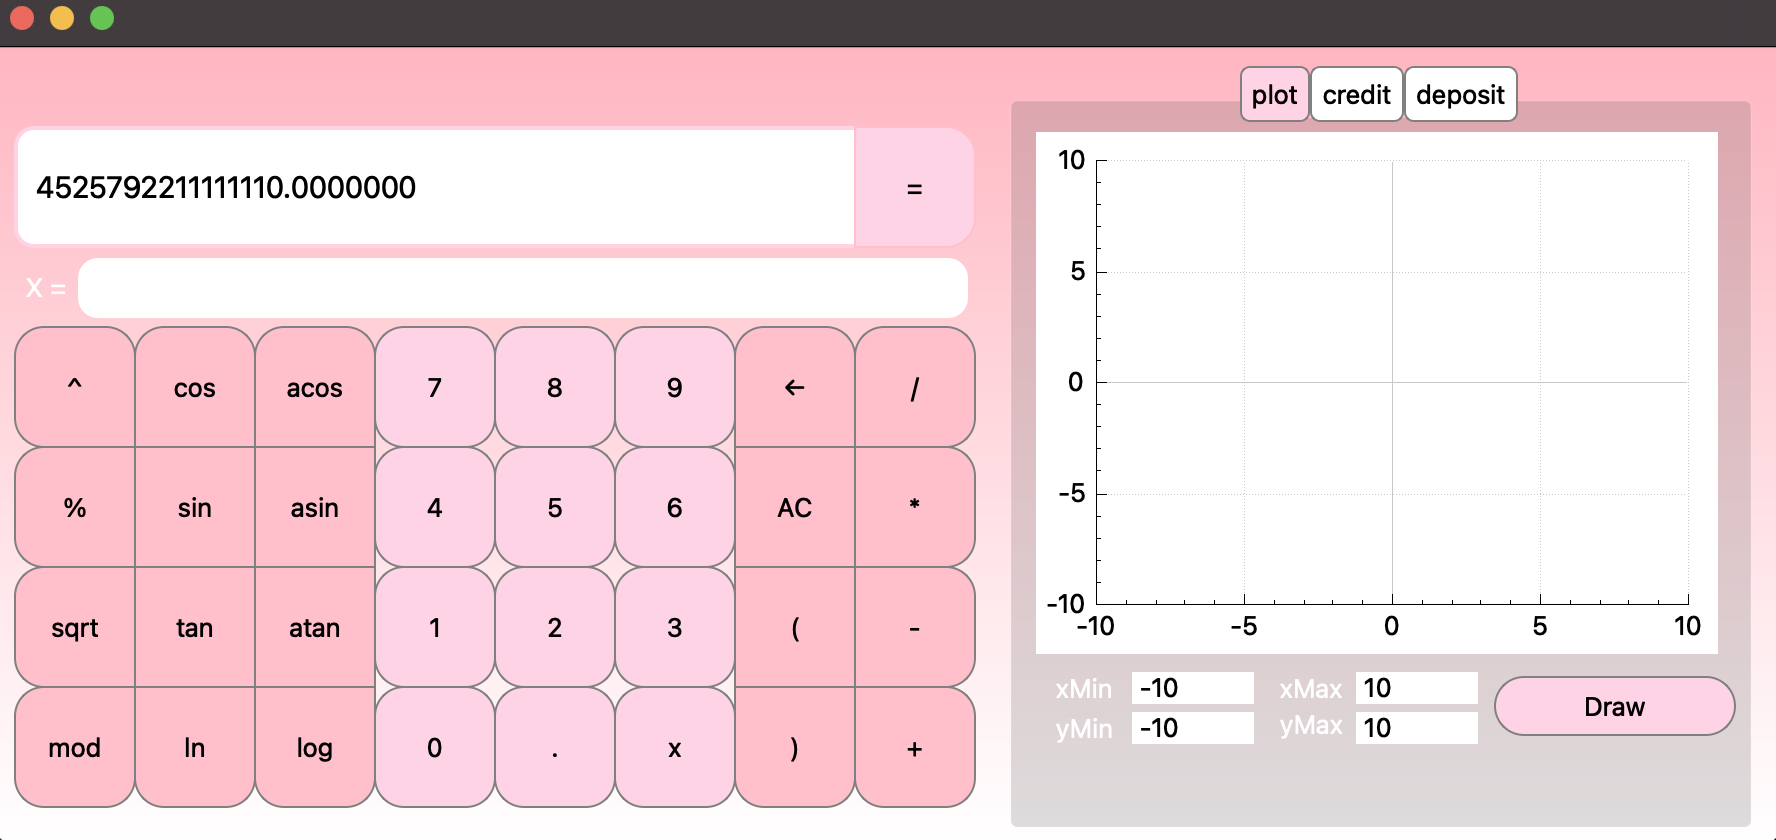 plot credit deposit
4525792211111110.0000000 =
X =
^ cos acos 7 8 9 ← /
% sin asin 4 5 6 AC *
sqrt tan atan 1 2 3 ( -
mod ln log 0 . x ) +
10
5
0
-5
-10
-10 -5 0 5 10
xMin -10 xMax 10
yMin -10 yMax 10
Draw